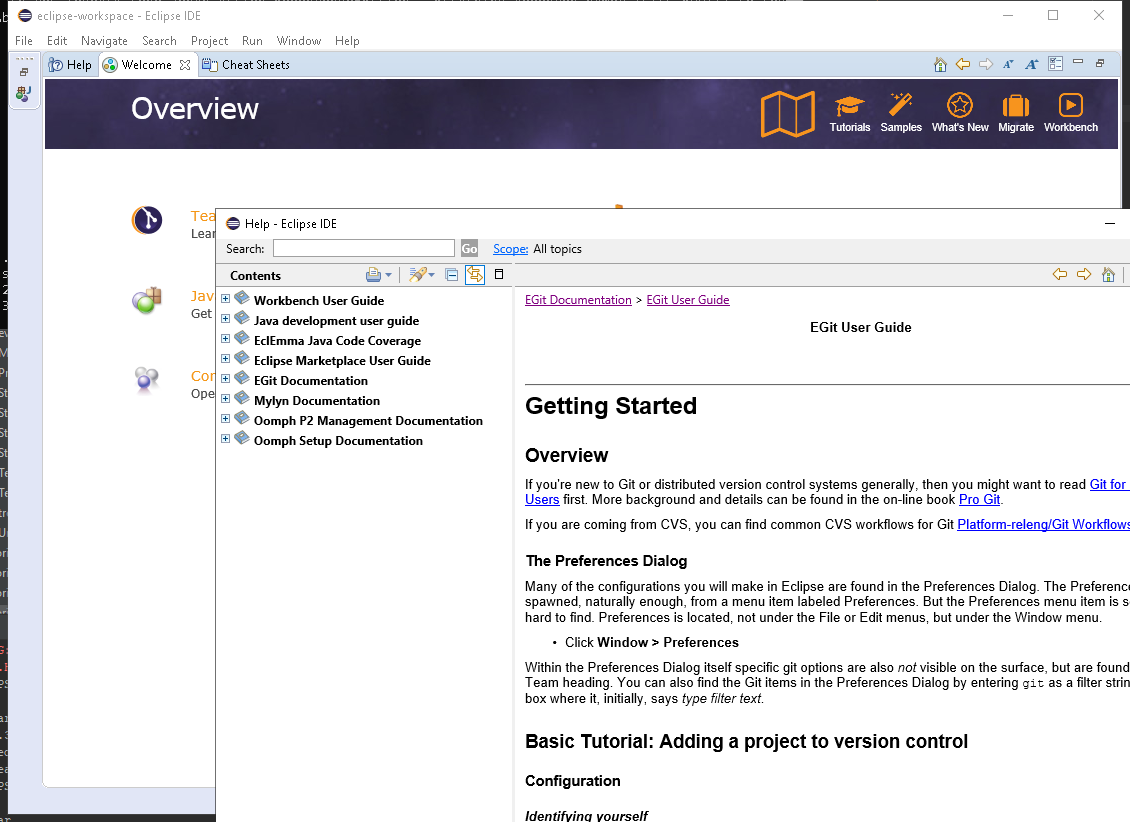 eclipse-workspace - Eclipse IDE
File Edit Navigate Search Project Run Window Help
Help Welcome Cheat Sheets
Overview
Tutorials Samples What's New Migrate Workbench
Tea
Lear
Jav
Get
Con
Ope
Help - Eclipse IDE
Search: Go Scope: All topics
Contents
Workbench User Guide
Java development user guide
EclEmma Java Code Coverage
Eclipse Marketplace User Guide
EGit Documentation
Mylyn Documentation
Oomph P2 Management Documentation
Oomph Setup Documentation
EGit Documentation > EGit User Guide
EGit User Guide
Getting Started
Overview
If you're new to Git or distributed version control systems generally, then you might want to read Git for
Users first. More background and details can be found in the on-line book Pro Git.
If you are coming from CVS, you can find common CVS workflows for Git Platform-releng/Git Workflows
The Preferences Dialog
Many of the configurations you will make in Eclipse are found in the Preferences Dialog. The Preferenc
spawned, naturally enough, from a menu item labeled Preferences. But the Preferences menu item is s
hard to find. Preferences is located, not under the File or Edit menus, but under the Window menu.
• Click Window > Preferences
Within the Preferences Dialog itself specific git options are also not visible on the surface, but are found
Team heading. You can also find the Git items in the Preferences Dialog by entering git as a filter strin
box where it, initially, says type filter text.
Basic Tutorial: Adding a project to version control
Configuration
Identifying yourself